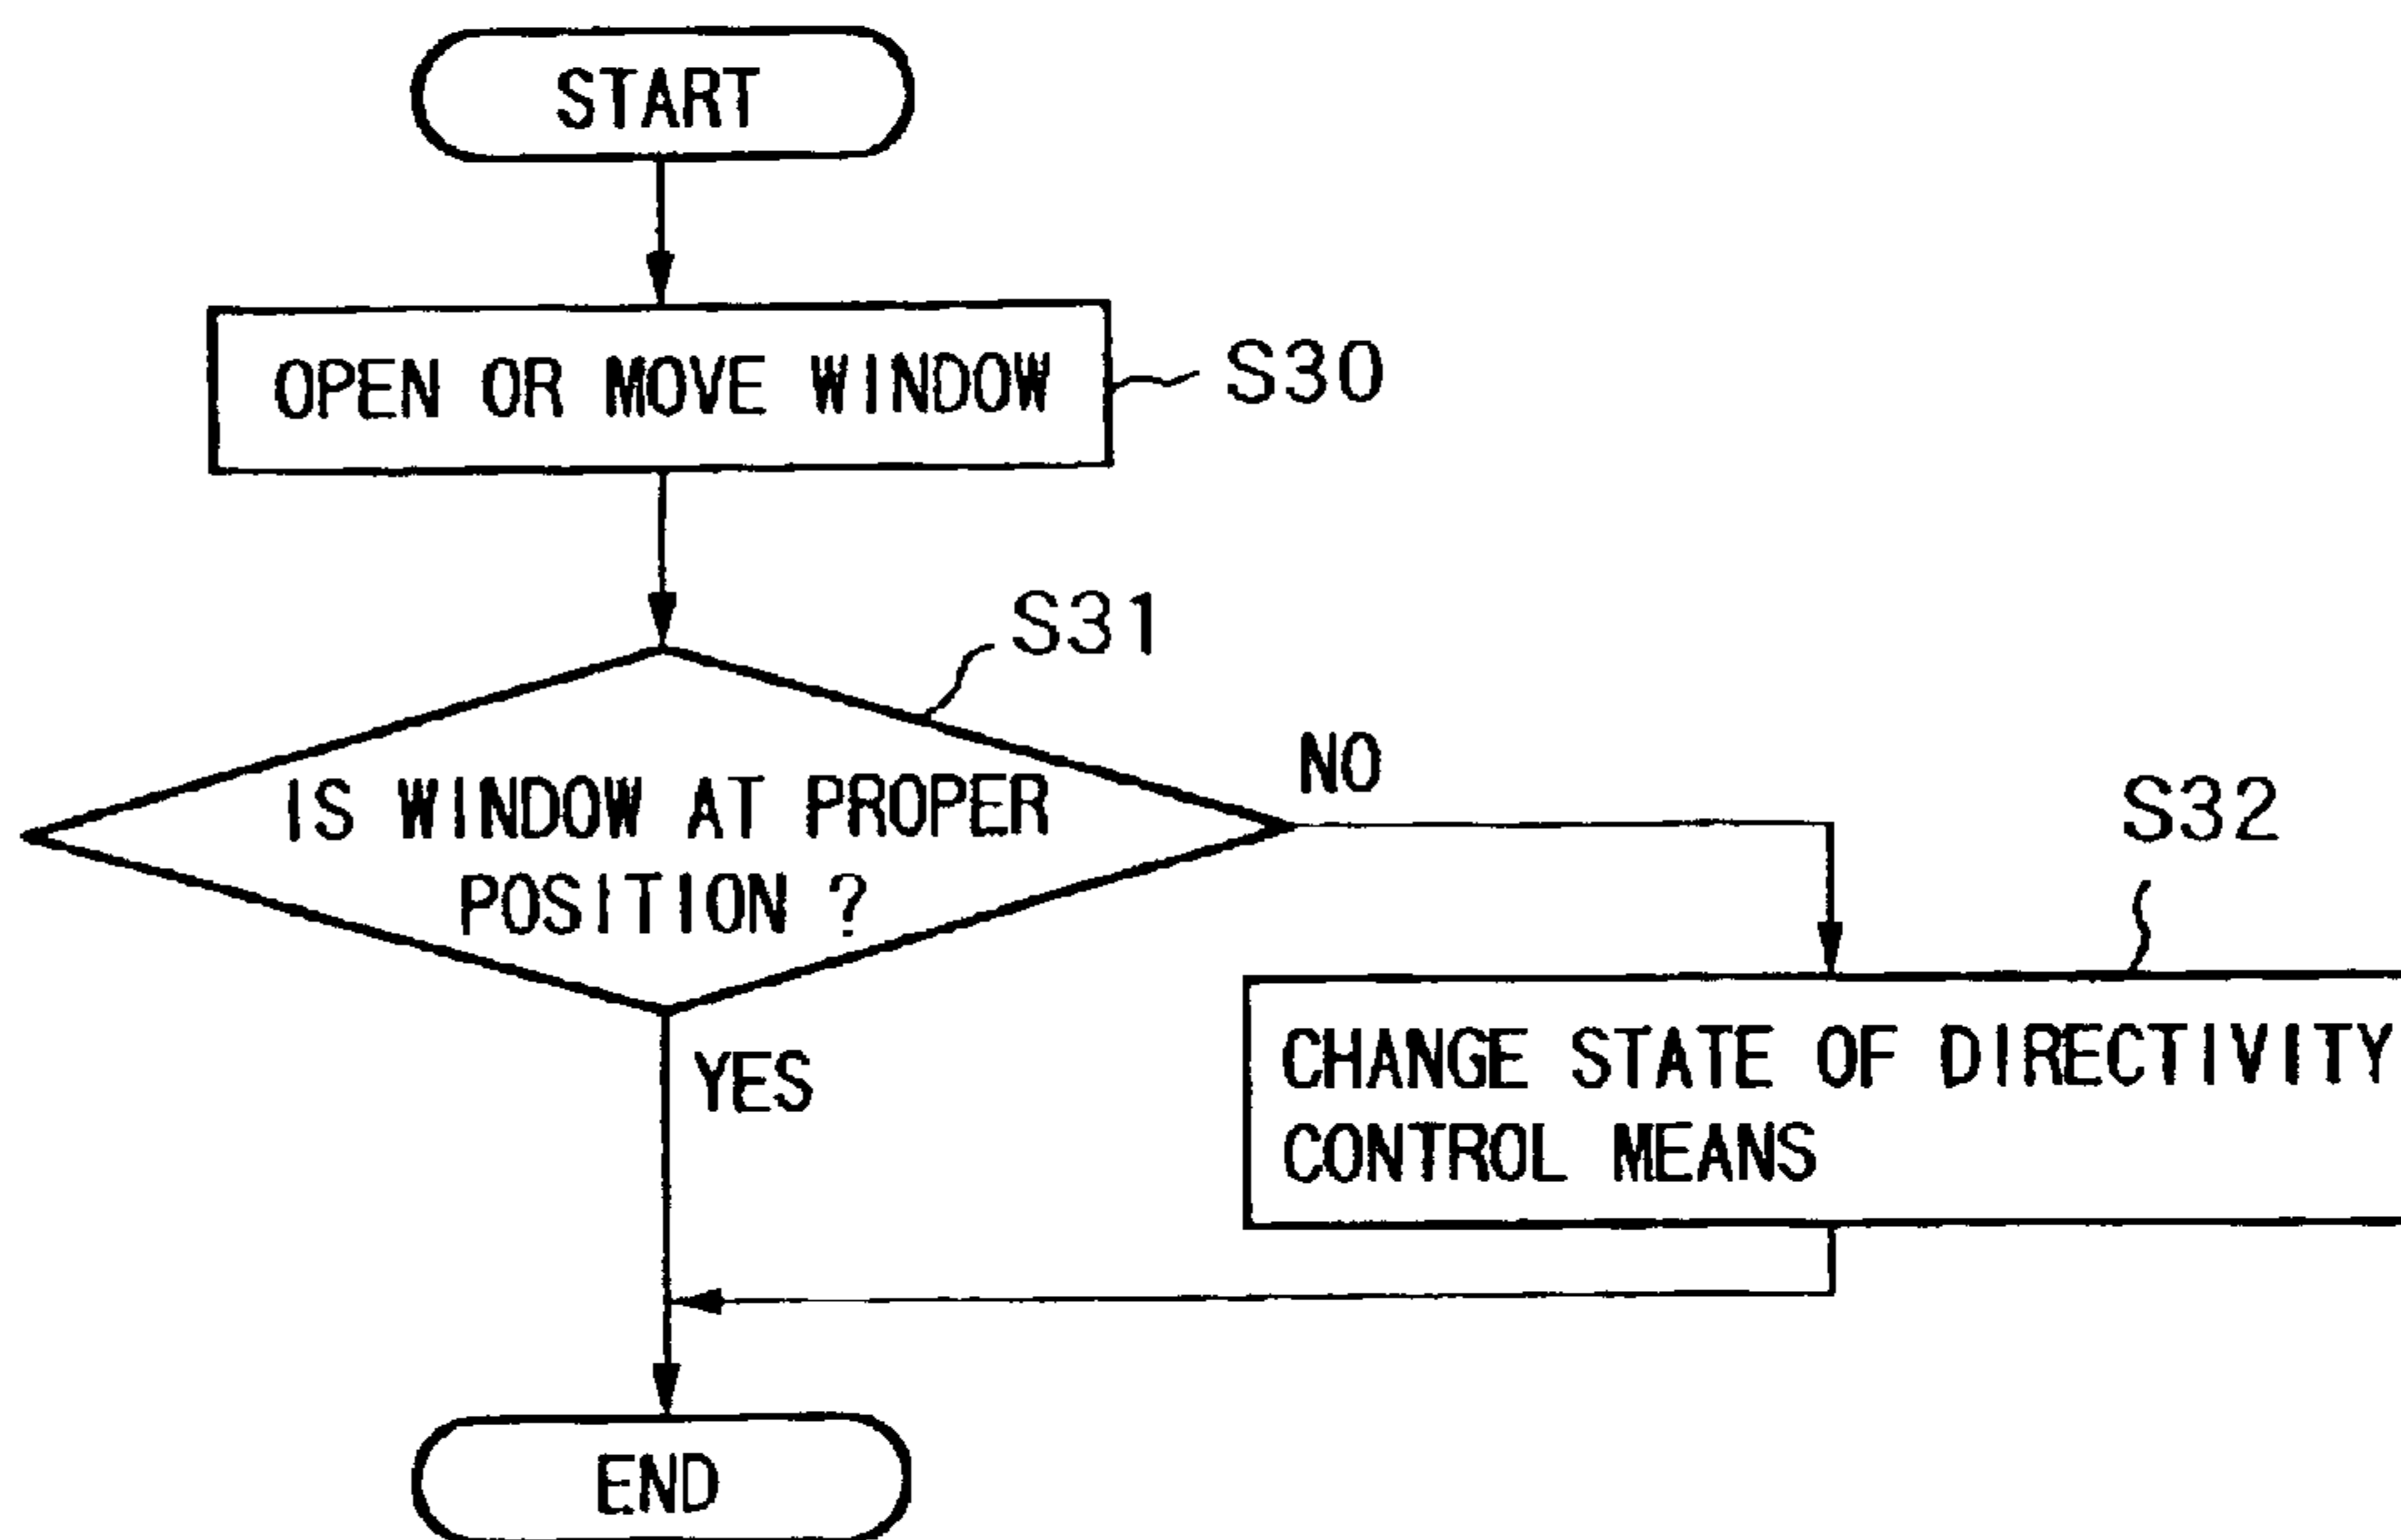 START
OPEN OR MOVE WINDOW
S30
S31
IS WINDOW AT PROPER
POSITION ?
NO
S32
YES
CHANGE STATE OF DIRECTIVITY
CONTROL MEANS
END